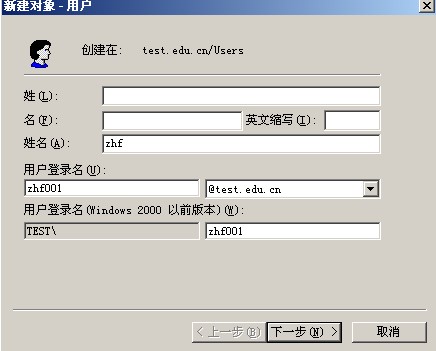 新建对象 - 用户
创建在: test.edu.cn/Users
姓(L):
名(F): 英文缩写(I):
姓名(A): zhf
用户登录名(U):
zhf001 @test.edu.cn
用户登录名(Windows 2000 以前版本)(W):
TEST\ zhf001
< 上一步(B) 下一步(N) > 取消